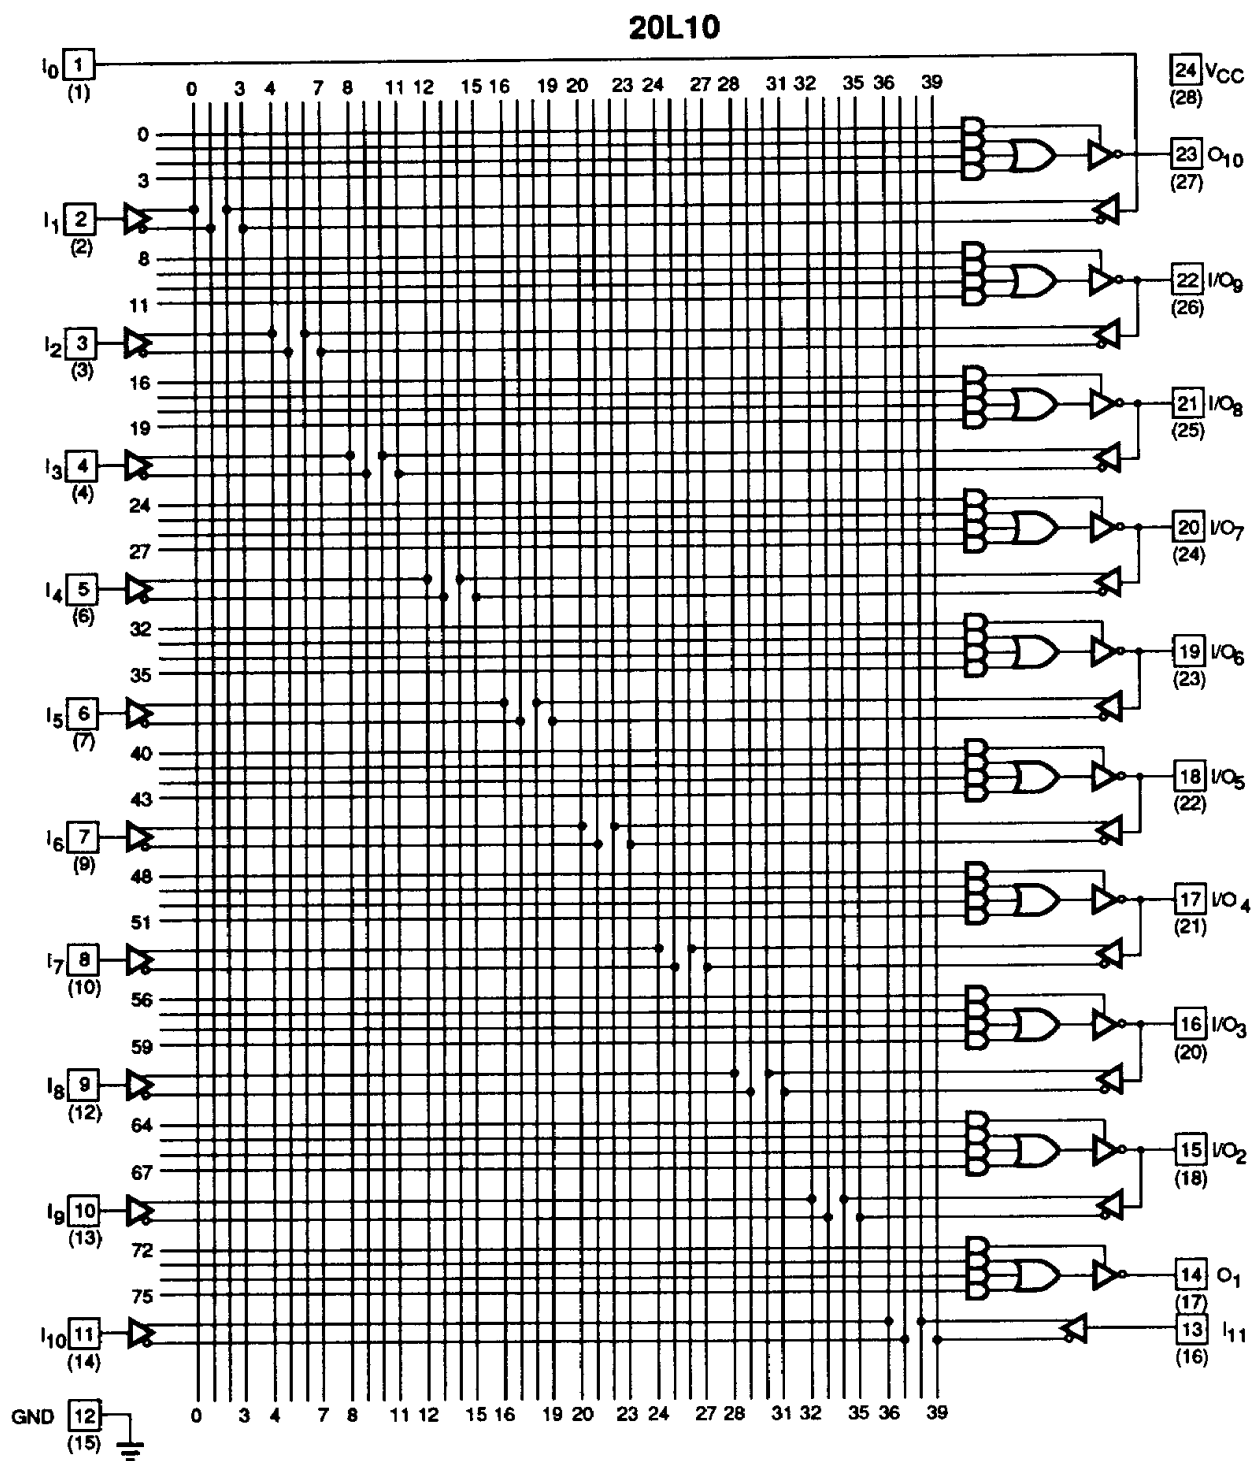 20L10
I0 1
(1)
24 VCC
(28)
0 3 4 7 8 11 12 15 16 19 20 23 24 27 28 31 32 35 36 39
0
3
23 O10
(27)
I1 2
(2)
8
11
22 I/O9
(26)
I2 3
(3)
16
19
21 I/O8
(25)
I3 4
(4)
24
27
20 I/O7
(24)
I4 5
(6)
32
35
19 I/O6
(23)
I5 6
(7)
40
43
18 I/O5
(22)
I6 7
(9)
48
51
17 I/O4
(21)
I7 8
(10)
56
59
16 I/O3
(20)
I8 9
(12)
64
67
15 I/O2
(18)
I9 10
(13)
72
75
14 O1
(17)
I10 11
(14)
13 I11
(16)
GND 12
(15)
0 3 4 7 8 11 12 15 16 19 20 23 24 27 28 31 32 35 36 39